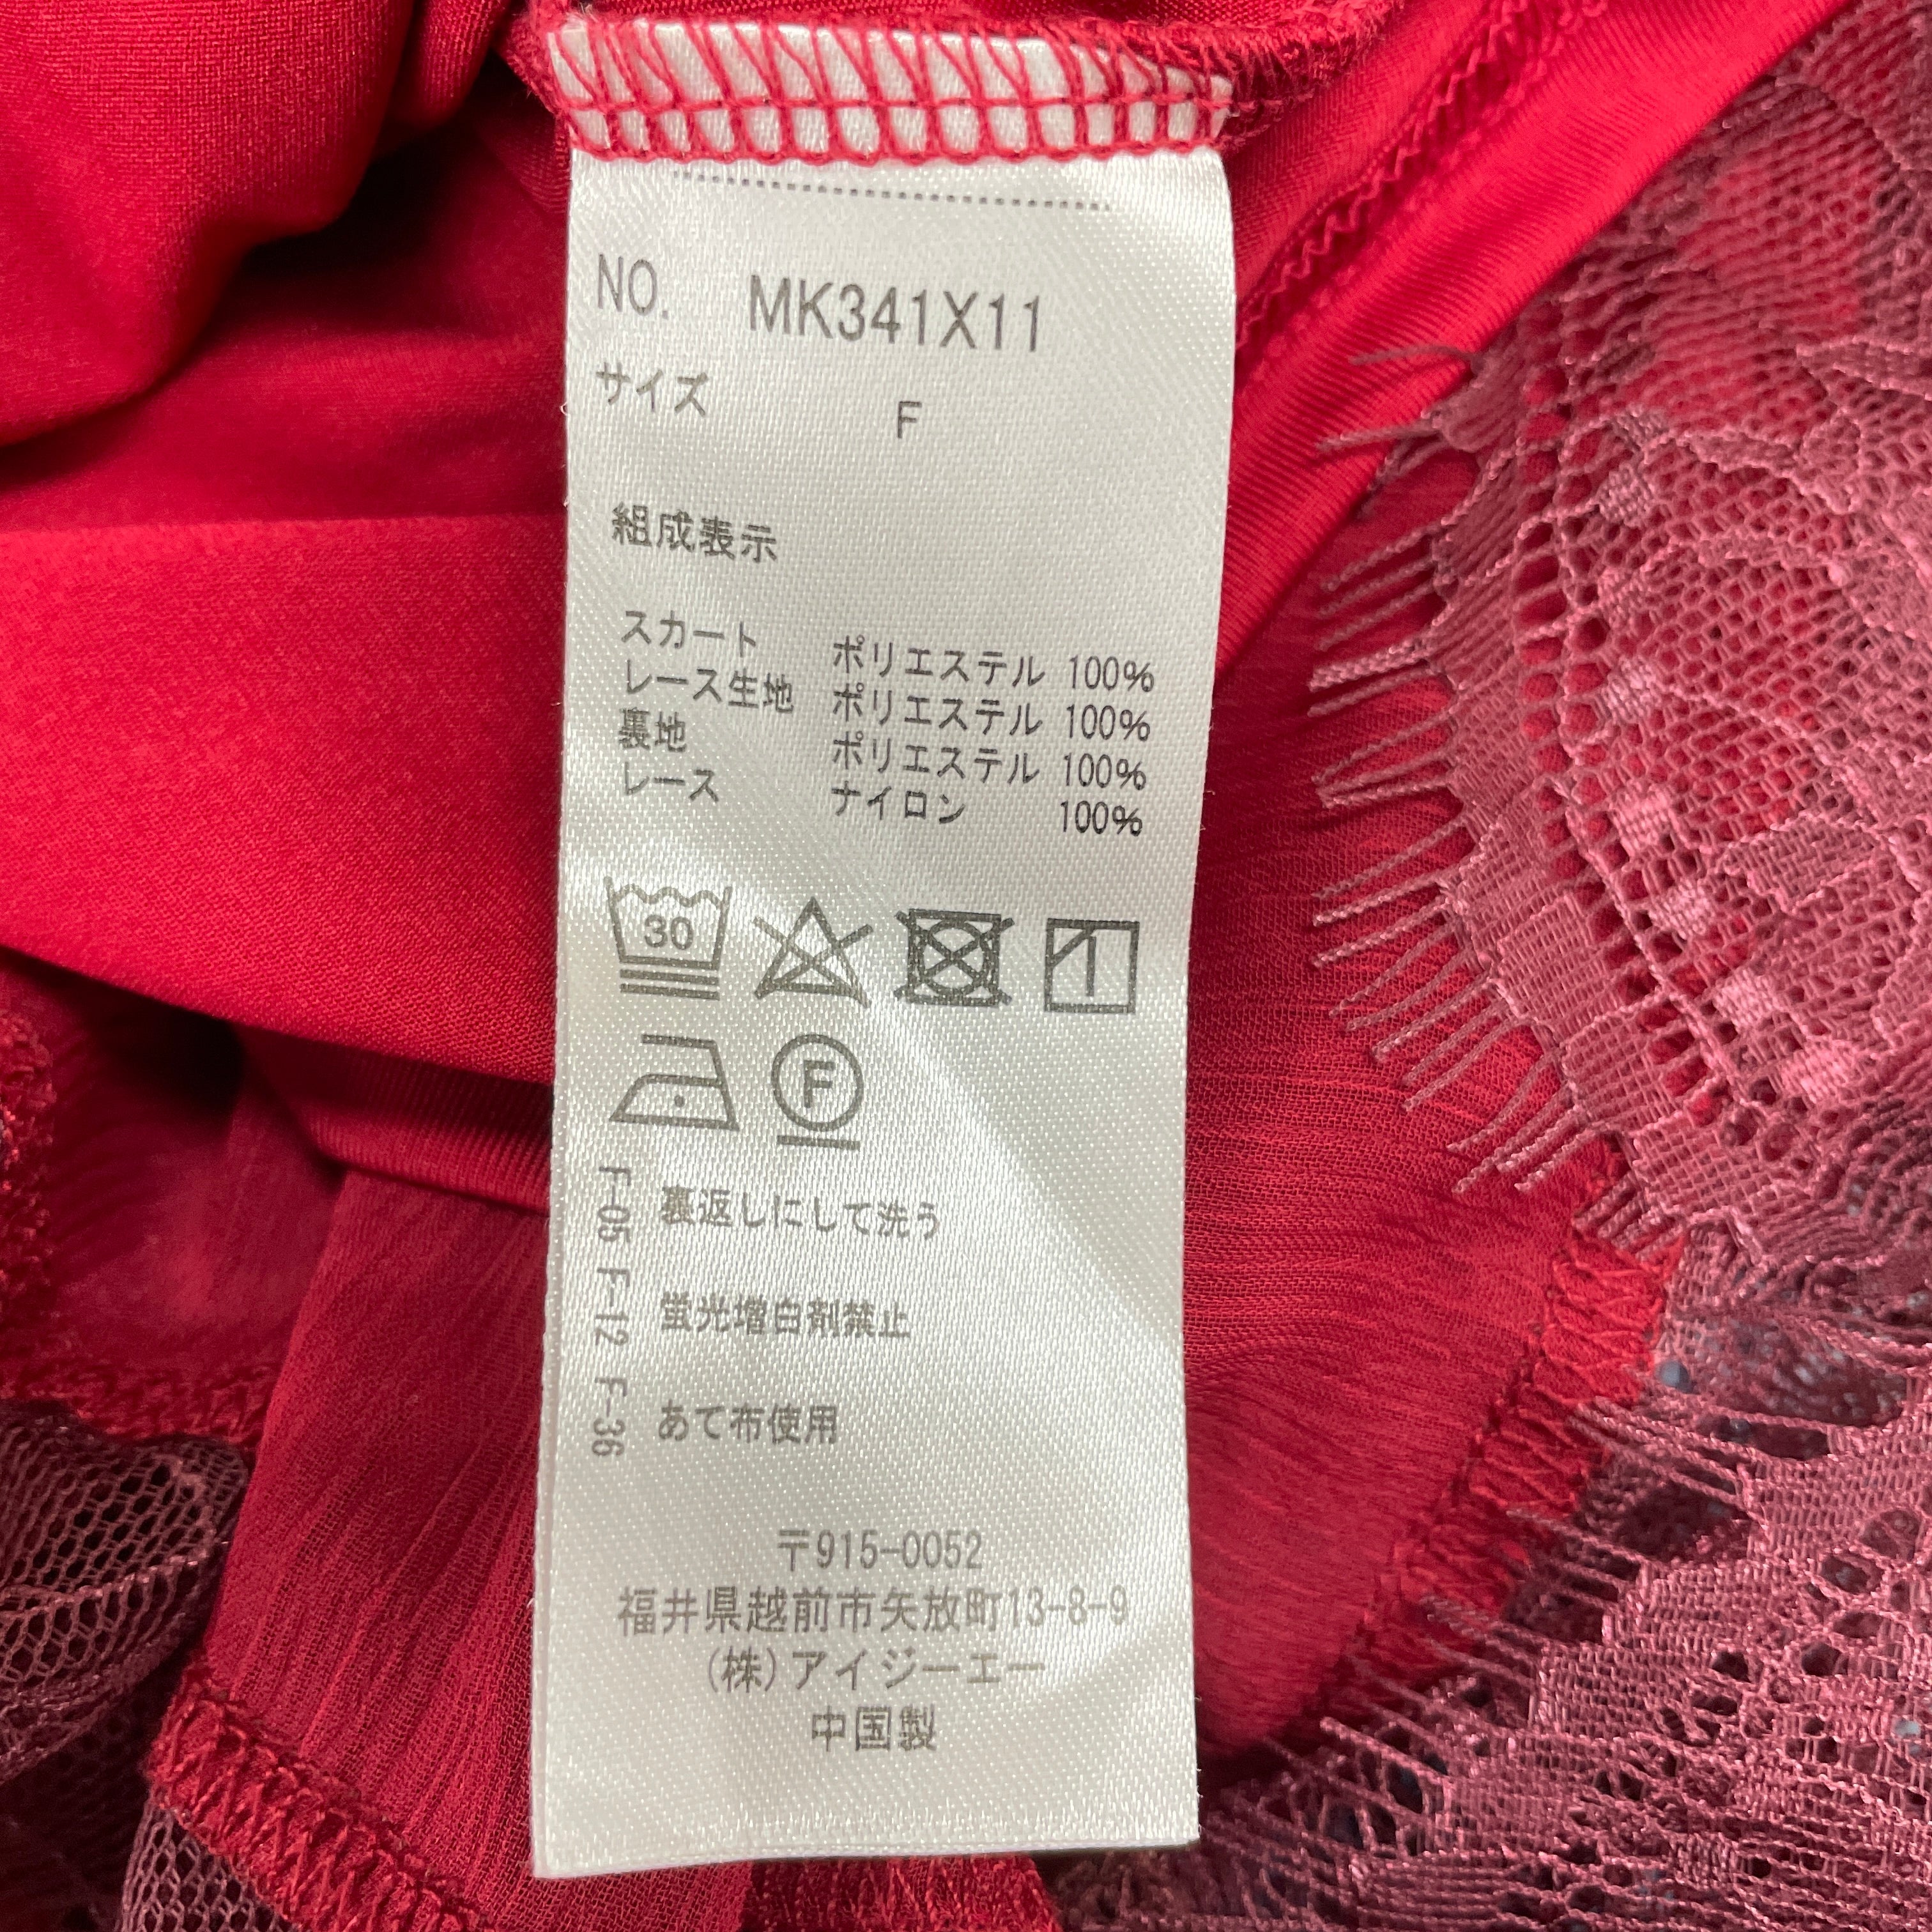 NO. MK341X11
サイズ F
組成表示
スカート ポリエステル 100%
レース生地 ポリエステル 100%
裏地 ポリエステル 100%
レース ナイロン 100%
30
F
F-05 裏返しにして洗う
F-12 蛍光増白剤禁止
F-36 あて布使用
〒915-0052
福井県越前市矢放町13-8-9
(株)アイジーエー
中国製